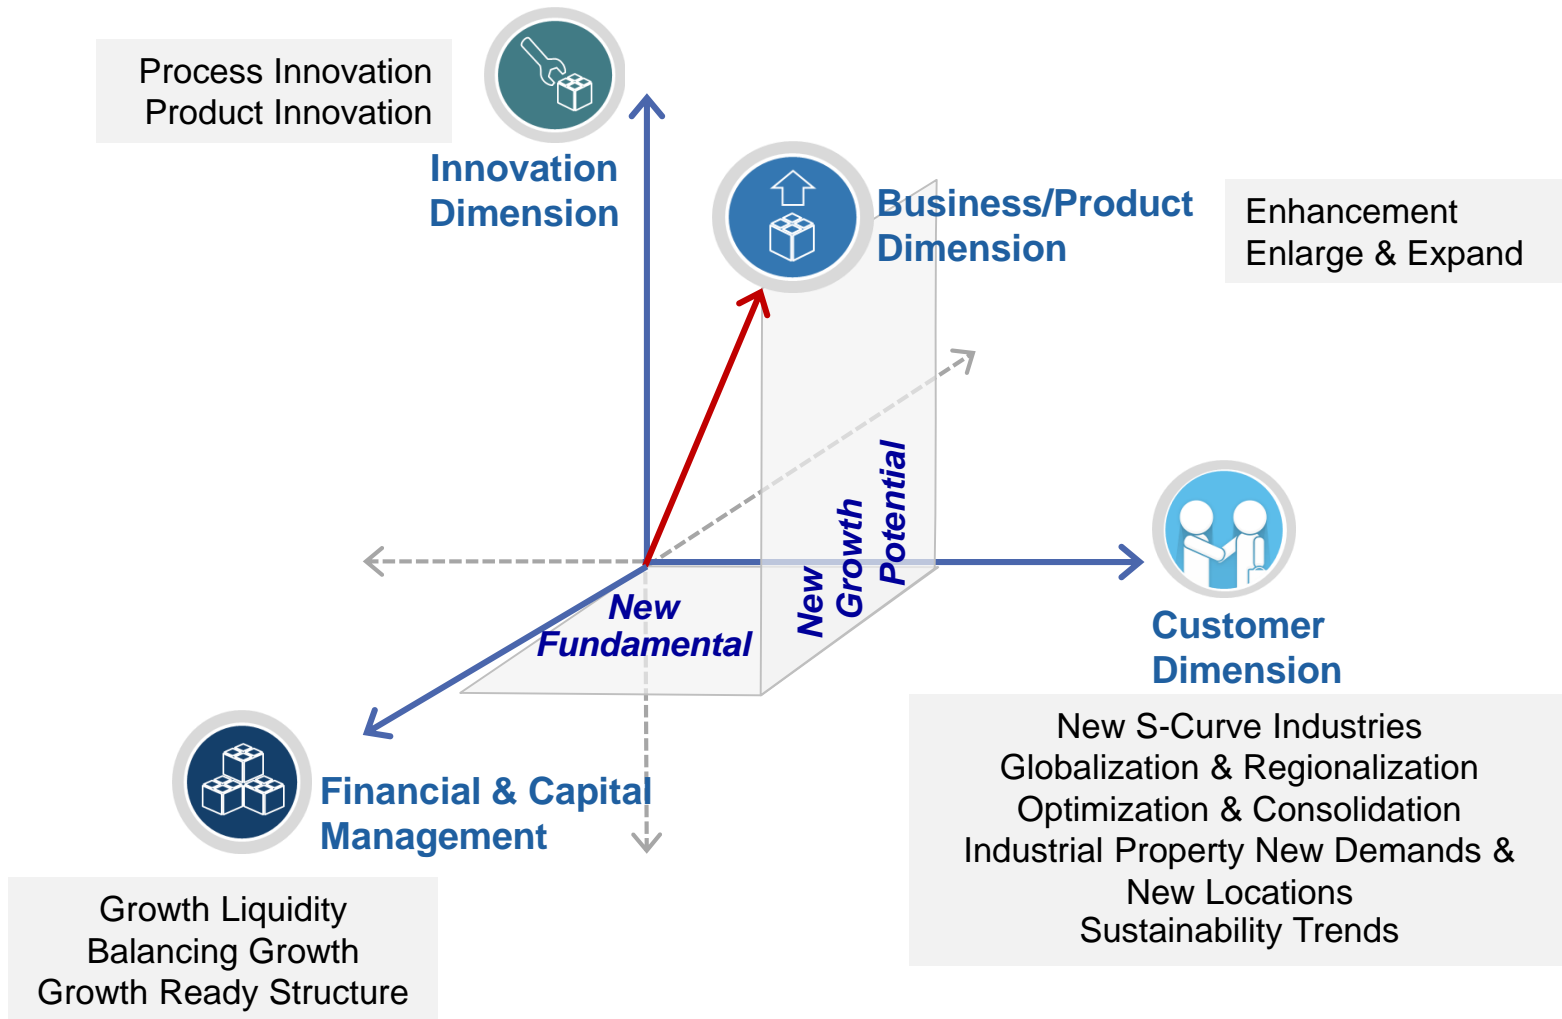 Process Innovation
Product Innovation
Innovation
Dimension
Business/Product
Dimension
Enhancement
Enlarge & Expand
New
Growth
Potential
New
Fundamental
Customer
Dimension
New S-Curve Industries
Globalization & Regionalization
Optimization & Consolidation
Industrial Property New Demands &
New Locations
Sustainability Trends
Financial & Capital
Management
Growth Liquidity
Balancing Growth
Growth Ready Structure